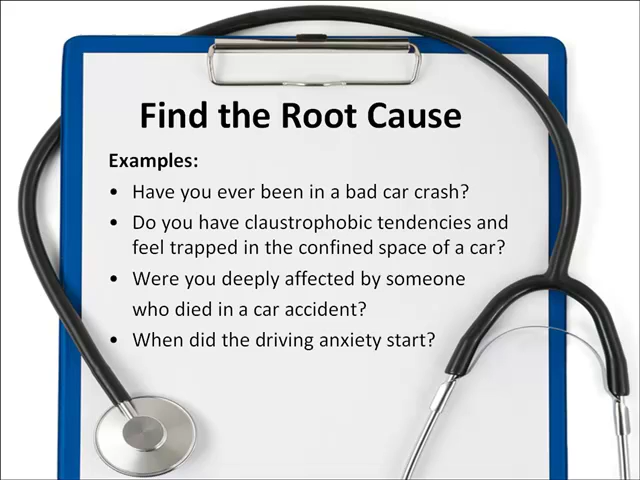 Find the Root Cause
Examples:
• Have you ever been in a bad car crash?
• Do you have claustrophobic tendencies and
feel trapped in the confined space of a car?
• Were you deeply affected by someone
who died in a car accident?
• When did the driving anxiety start?